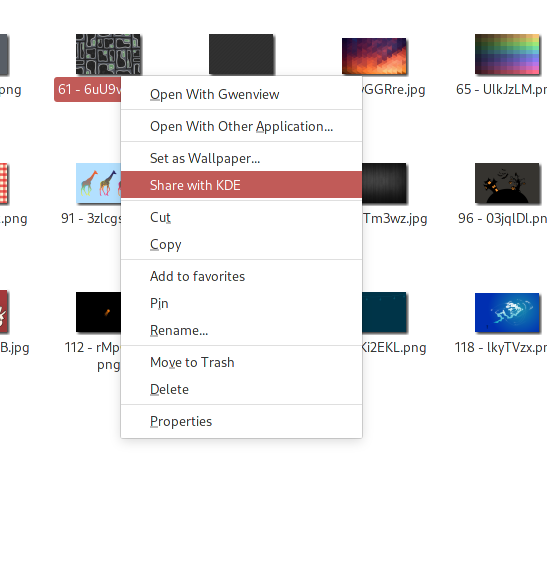 .png
61 - 6uU9v
vGGRre.jpg
65 - UlkJzLM.pn
Open With Gwenview
Open With Other Application...
Set as Wallpaper...
Share with KDE
91 - 3zlcgs
Tm3wz.jpg
96 - 03jqlDl.pn
.png
Cut
Copy
Add to favorites
Pin
Rename...
B.jpg
112 - rMp
png
Ki2EKL.png
118 - lkyTVzx.pn
Move to Trash
Delete
Properties